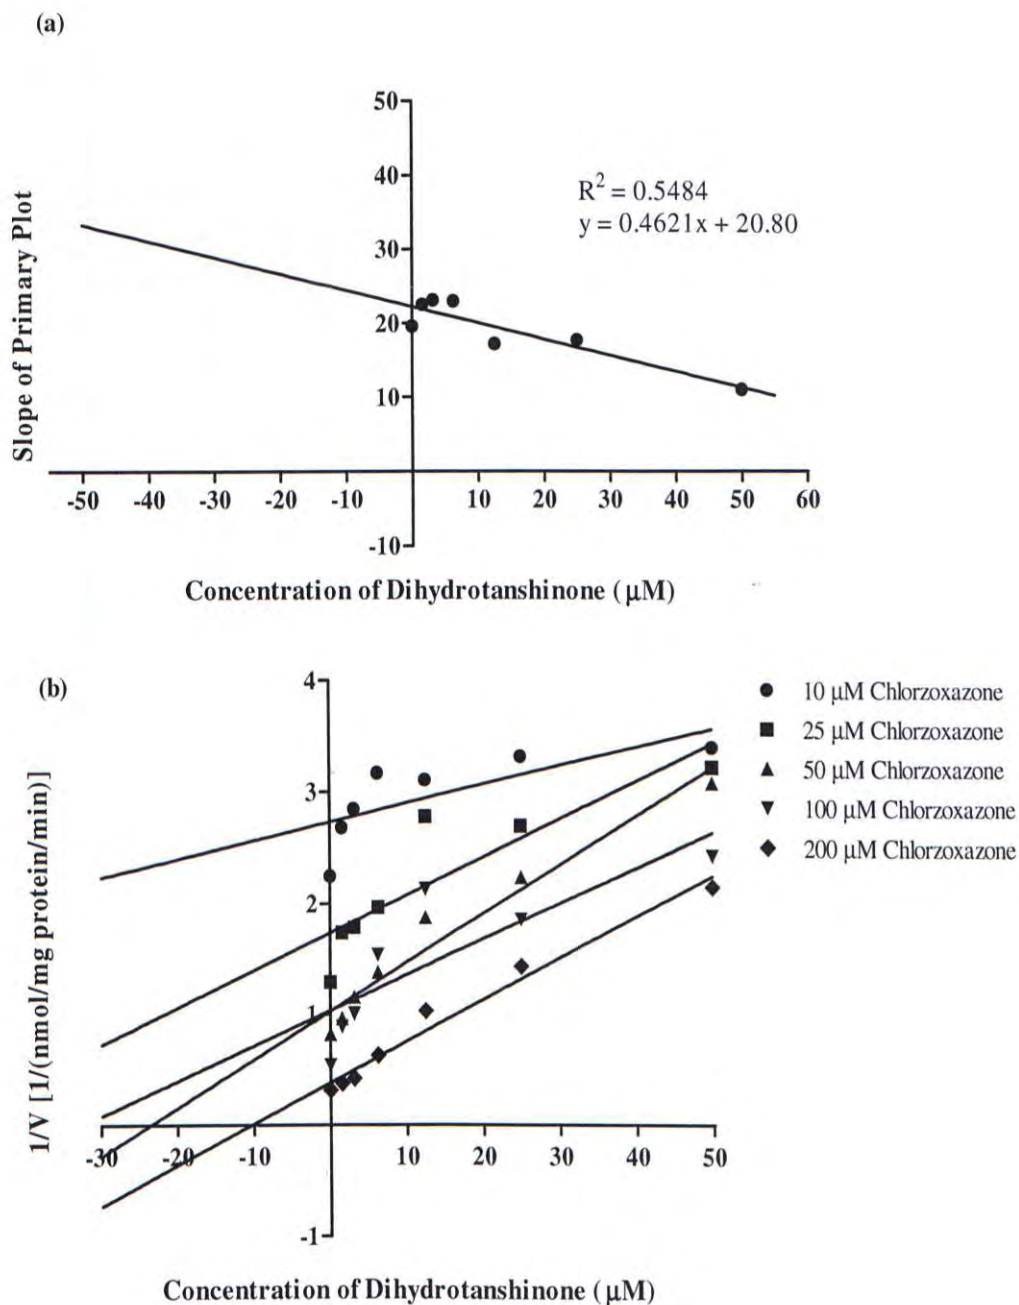 (a)
50
40
30
20
10
-10
Slope of Primary Plot
R² = 0.5484
y = 0.4621x + 20.80
-50 -40 -30 -20 -10 10 20 30 40 50 60
Concentration of Dihydrotanshinone (μM)
(b)
4
3
2
1
-1
1/V [1/(nmol/mg protein/min)]
10 μM Chlorzoxazone
25 μM Chlorzoxazone
50 μM Chlorzoxazone
100 μM Chlorzoxazone
200 μM Chlorzoxazone
-30 -20 -10 10 20 30 40 50
Concentration of Dihydrotanshinone (μM)